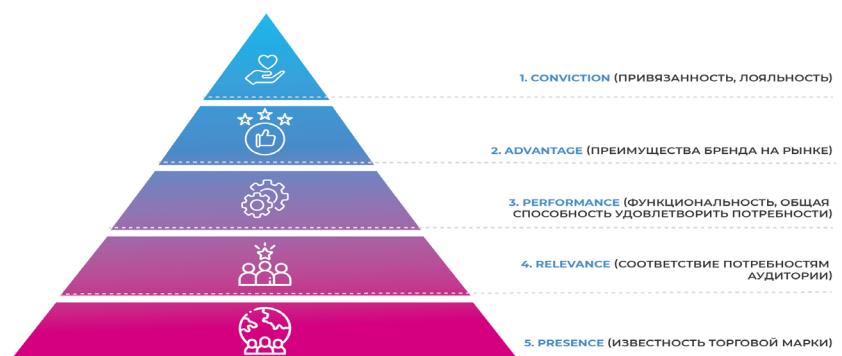 1. CONVICTION (ПРИВЯЗАННОСТЬ, ЛОЯЛЬНОСТЬ)
2. ADVANTAGE (ПРЕИМУЩЕСТВА БРЕНДА НА РЫНКЕ)
3. PERFORMANCE (ФУНКЦИОНАЛЬНОСТЬ, ОБЩАЯ
СПОСОБНОСТЬ УДОВЛЕТВОРИТЬ ПОТРЕБНОСТИ)
4. RELEVANCE (СООТВЕТСТВИЕ ПОТРЕБНОСТЯМ
АУДИТОРИИ)
5. PRESENCE (ИЗВЕСТНОСТЬ ТОРГОВОЙ МАРКИ)